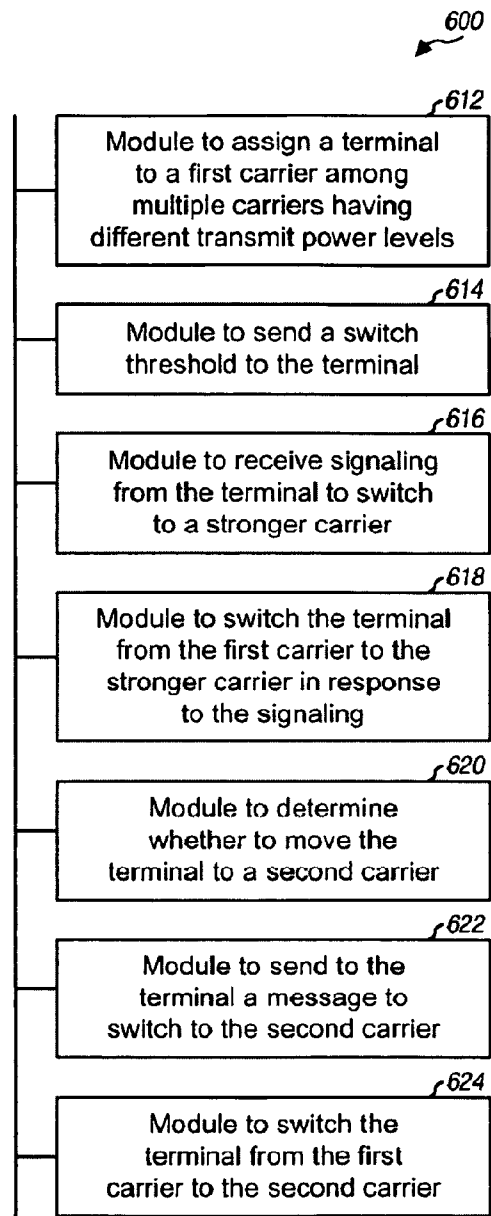 600
612
Module to assign a terminal
to a first carrier among
multiple carriers having
different transmit power levels
614
Module to send a switch
threshold to the terminal
616
Module to receive signaling
from the terminal to switch
to a stronger carrier
618
Module to switch the terminal
from the first carrier to the
stronger carrier in response
to the signaling
620
Module to determine
whether to move the
terminal to a second carrier
622
Module to send to the
terminal a message to
switch to the second carrier
624
Module to switch the
terminal from the first
carrier to the second carrier